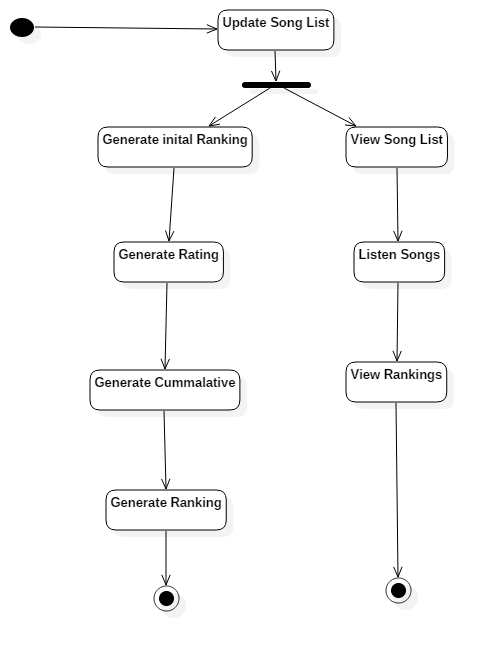 Update Song List
Generate inital Ranking
View Song List
Generate Rating
Listen Songs
Generate Cummalative
View Rankings
Generate Ranking